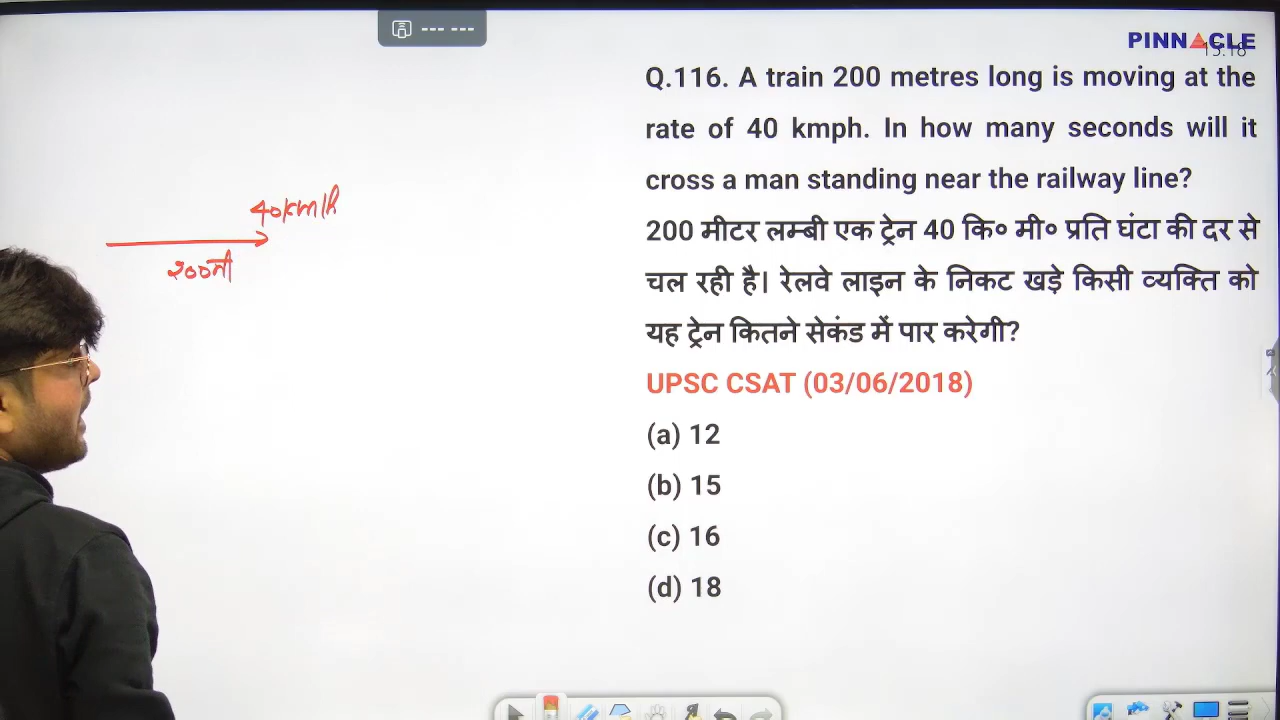 --- ---
PINNACLE
15:18
Q.116. A train 200 metres long is moving at the
rate of 40 kmph. In how many seconds will it
cross a man standing near the railway line?
200 मीटर लम्बी एक ट्रेन 40 कि० मी० प्रति घंटा की दर से
चल रही है। रेलवे लाइन के निकट खड़े किसी व्यक्ति को
यह ट्रेन कितने सेकंड में पार करेगी?
UPSC CSAT (03/06/2018)
(a) 12
(b) 15
(c) 16
(d) 18
40km/h
200मी